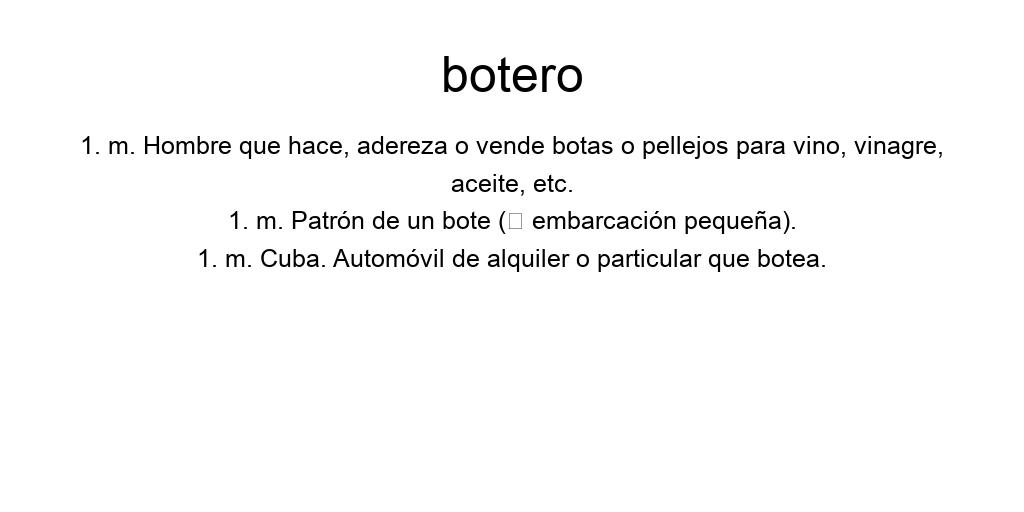 botero
1. m. Hombre que hace, adereza o vende botas o pellejos para vino, vinagre,
aceite, etc.
1. m. Patrón de un bote (□ embarcación pequeña).
1. m. Cuba. Automóvil de alquiler o particular que botea.